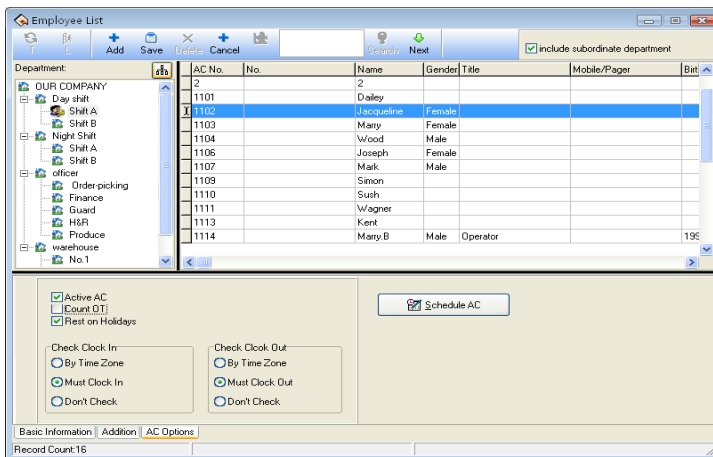 Employee List
T L Add Save Delete Cancel Search Next include subordinate department
Department:
OUR COMPANY
Day shift
Shift A
Shift B
Night Shift
Shift A
Shift B
officer
Order-picking
Finance
Guard
H&R
Produce
warehouse
No.1
AC No. No. Name Gender Title Mobile/Pager Birt
2 2
1101 Dailey
1102 Jacqueline Female
1103 Marry Female
1104 Wood Male
1106 Joseph Female
1107 Mark Male
1109 Simon
1110 Sush
1111 Wagner
1113 Kent
1114 Marry.B Male Operator 199
Active AC
Count OT
Rest on Holidays
Schedule AC
Check Clock In
By Time Zone
Must Clock In
Don't Check
Check Clcok Out
By Time Zone
Must Clock Out
Don't Check
Basic Information Addition AC Options
Record Count:16